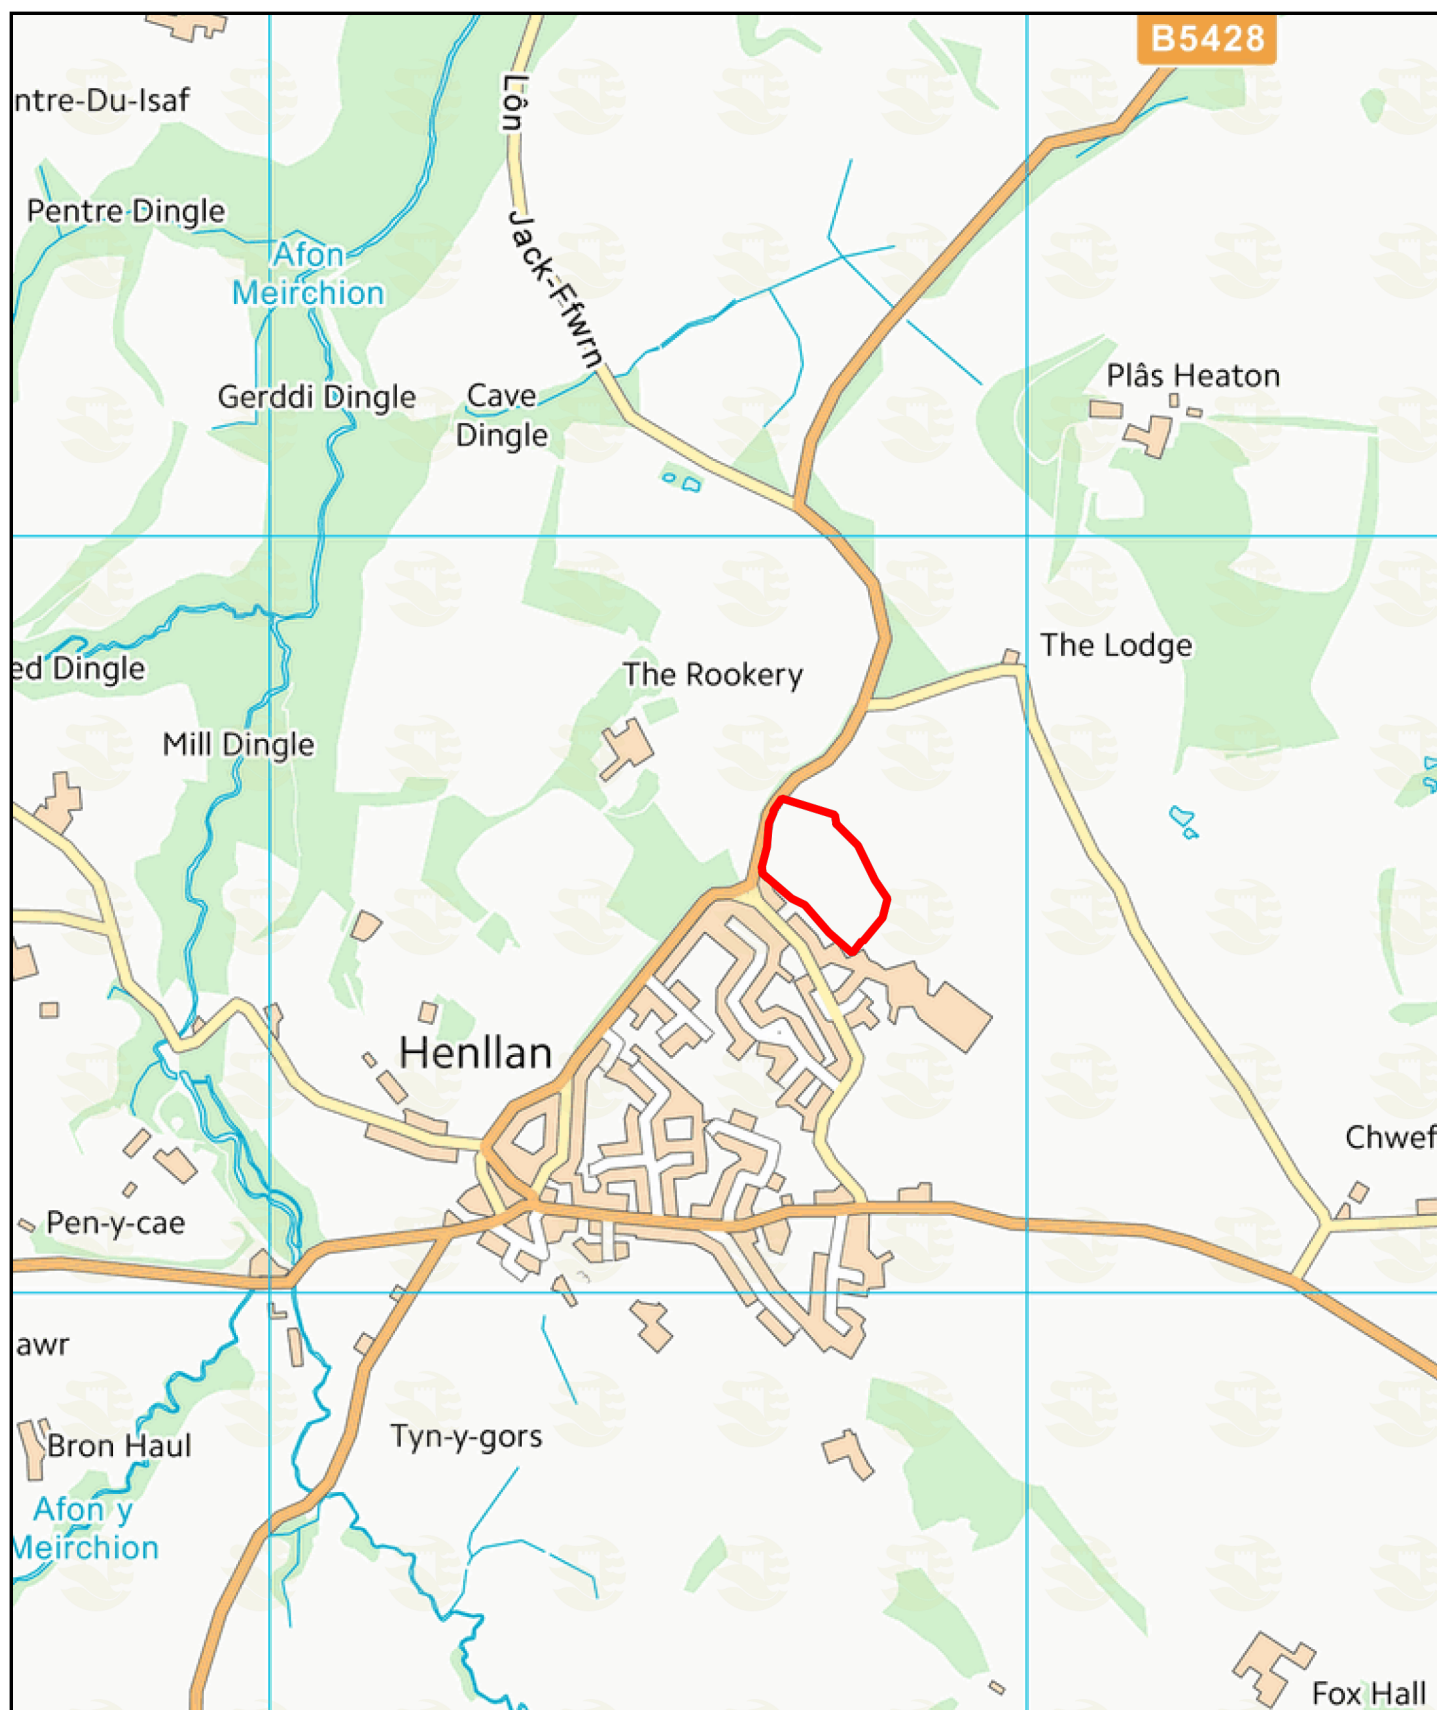 B5428
ntre-Du-Isaf
Lôn
Pentre Dingle
Jack-Ffwrn
Afon
Meirchion
Plâs Heaton
Gerddi Dingle
Cave
Dingle
The Lodge
ed Dingle
The Rookery
Mill Dingle
Henllan
Chwef
Pen-y-cae
awr
Tyn-y-gors
Bron Haul
Afon y
Meirchion
Fox Hall